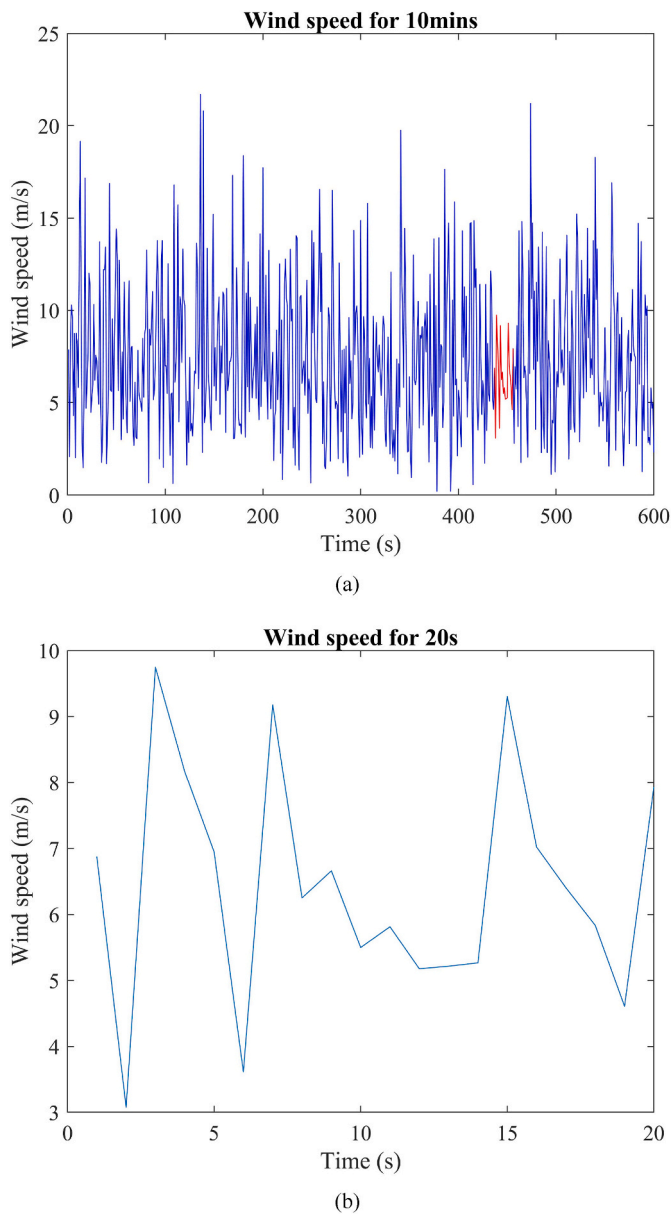 Wind speed for 10mins
25
20
15
10
5
0
Wind speed (m/s)
0 100 200 300 400 500 600
Time (s)
(a)
Wind speed for 20s
10
9
8
7
6
5
4
3
Wind speed (m/s)
0 5 10 15 20
Time (s)
(b)